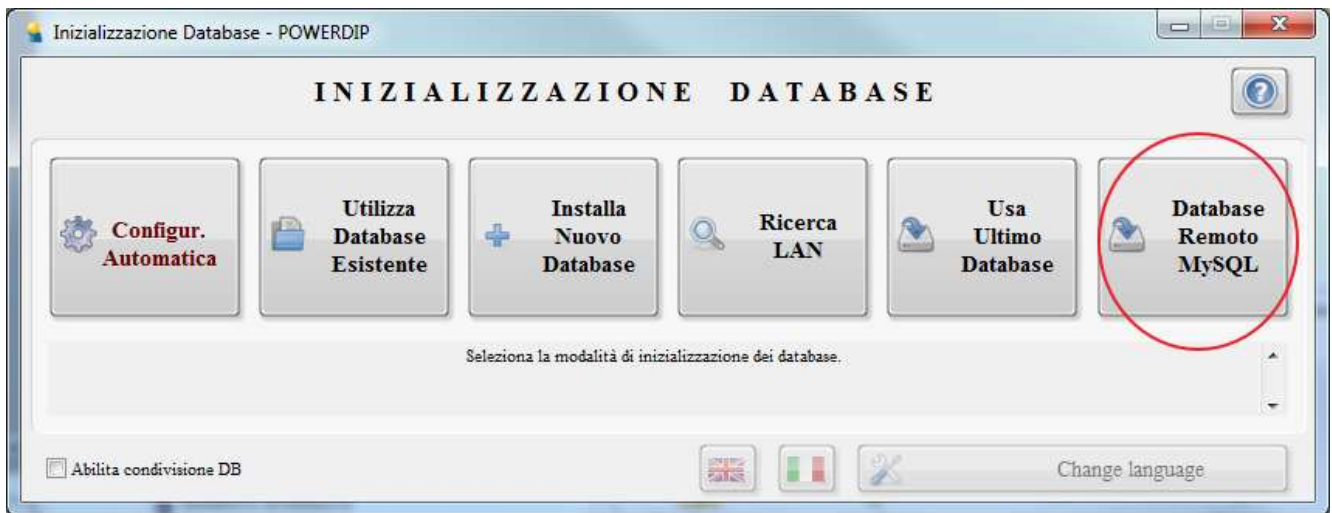 Inizializzazione Database - POWERDIP
INIZIALIZZAZIONE DATABASE
Configur.
Automatica
Utilizza
Database
Esistente
Installa
Nuovo
Database
Ricerca
LAN
Usa
Ultimo
Database
Database
Remoto
MySQL
Seleziona la modalità di inizializzazione dei database.
Abilita condivisione DB
Change language